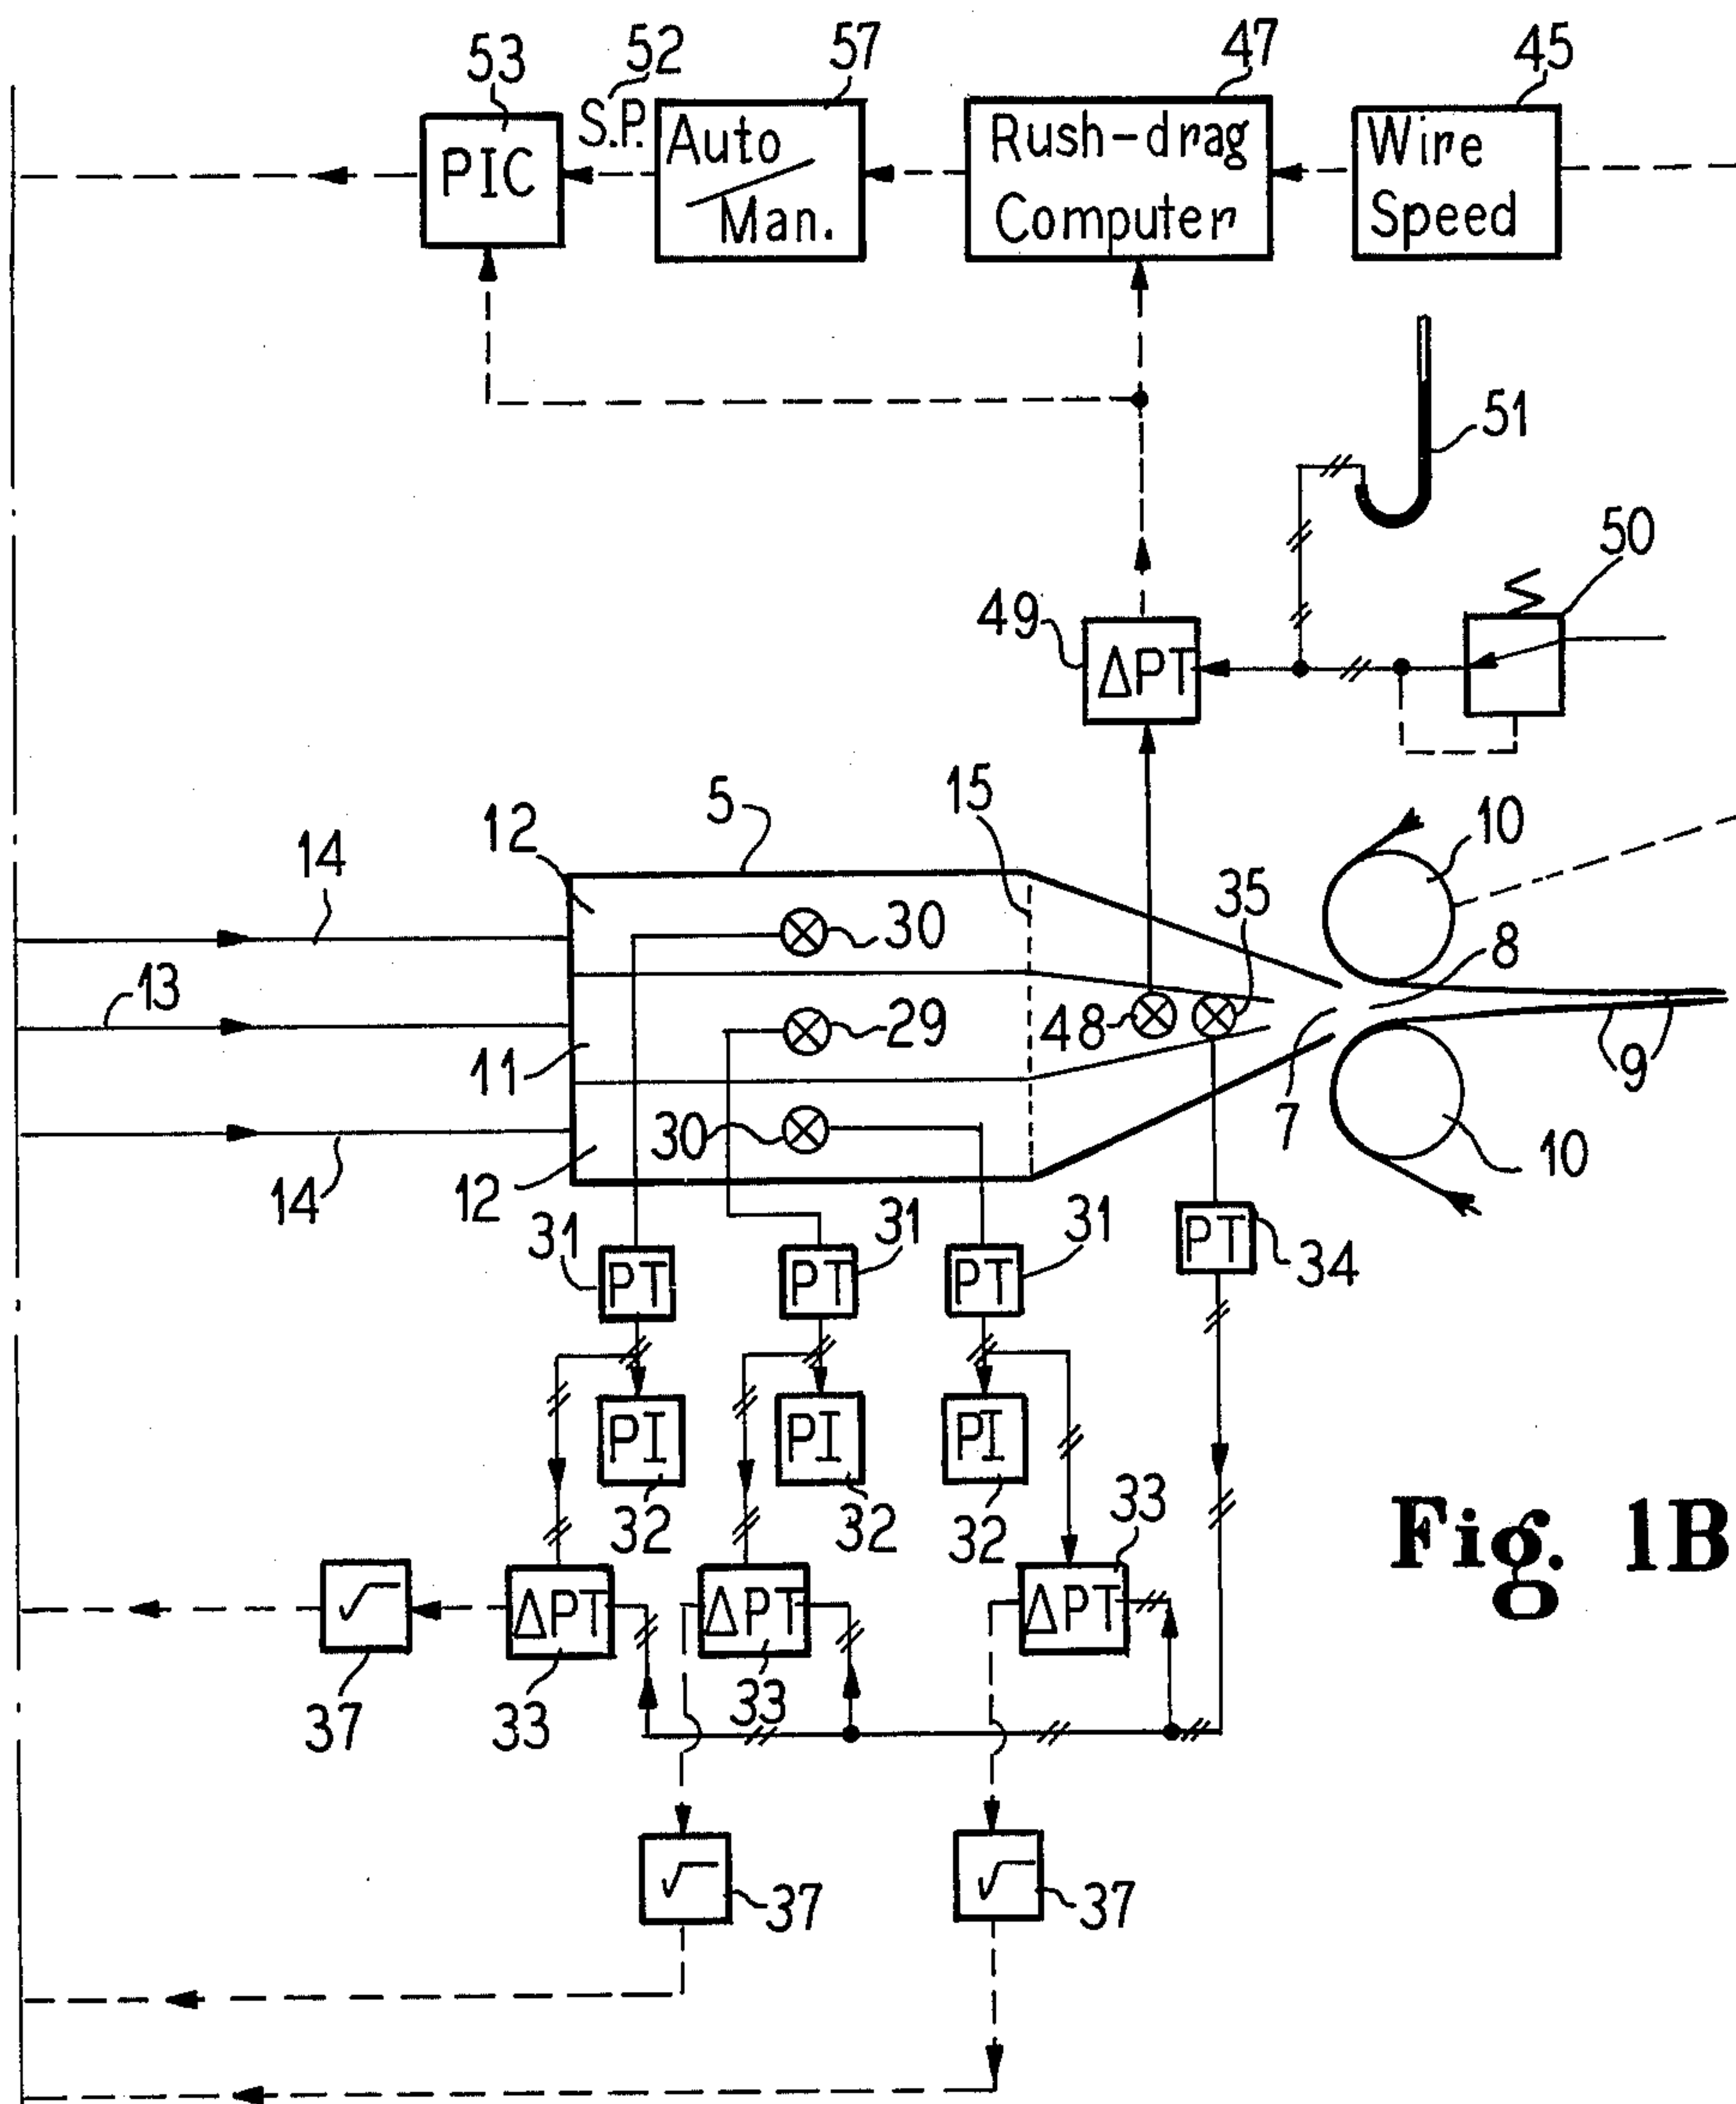 53
52
57
47
45
S.P.
PIC
Auto
Man.
Rush-drag
Computer
Wire
Speed
51
50
49
ΔPT
5
15
12
14
10
35
30
8
13
29
48
11
7
9
30
14
12
10
31
PT
31
PT
31
PT
PT
34
PI
PI
PI
32
32
32
33
Fig. 1B
√
ΔPT
ΔPT
ΔPT
37
33
33
√
37
√
37